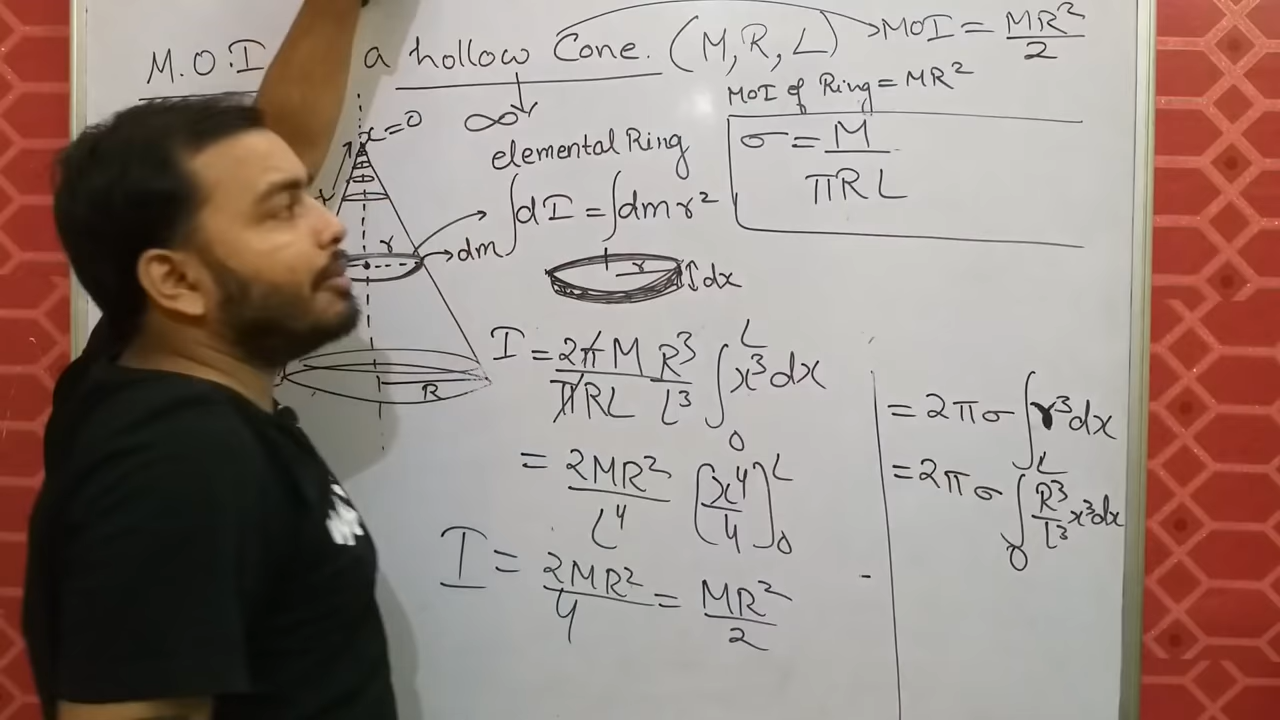 M.O.I a hollow Cone. (M,R,L) → MOI = MR²/2
MOI of Ring = MR²
x=0
∞
elemental Ring
σ = M/πRL
∫dI = ∫dmr²
r
dm
r
dx
R
I = 2πM/πRL R³/L³ ∫₀ᴸ x³dx
= 2MR²/L⁴ [x⁴/4]₀ᴸ
I = 2MR²/4 = MR²/2
= 2πσ ∫r³dx
= 2πσ ∫₀ᴸ R³/L³ x³dx